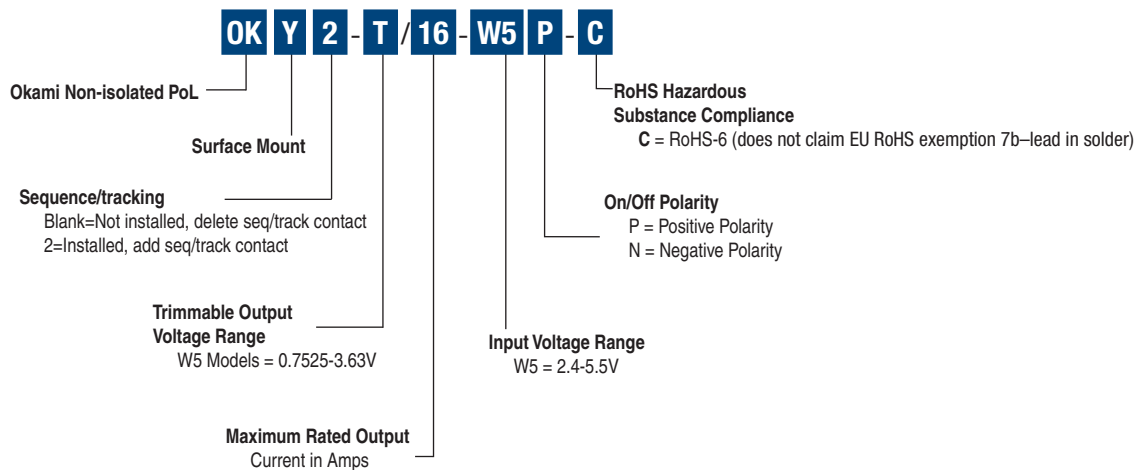 OK Y 2 - T / 16 - W5 P - C
Okami Non-isolated PoL
RoHS Hazardous
Substance Compliance
C = RoHS-6 (does not claim EU RoHS exemption 7b–lead in solder)
Surface Mount
Sequence/tracking
Blank=Not installed, delete seq/track contact
2=Installed, add seq/track contact
On/Off Polarity
P = Positive Polarity
N = Negative Polarity
Trimmable Output
Voltage Range
W5 Models = 0.7525-3.63V
Input Voltage Range
W5 = 2.4-5.5V
Maximum Rated Output
Current in Amps